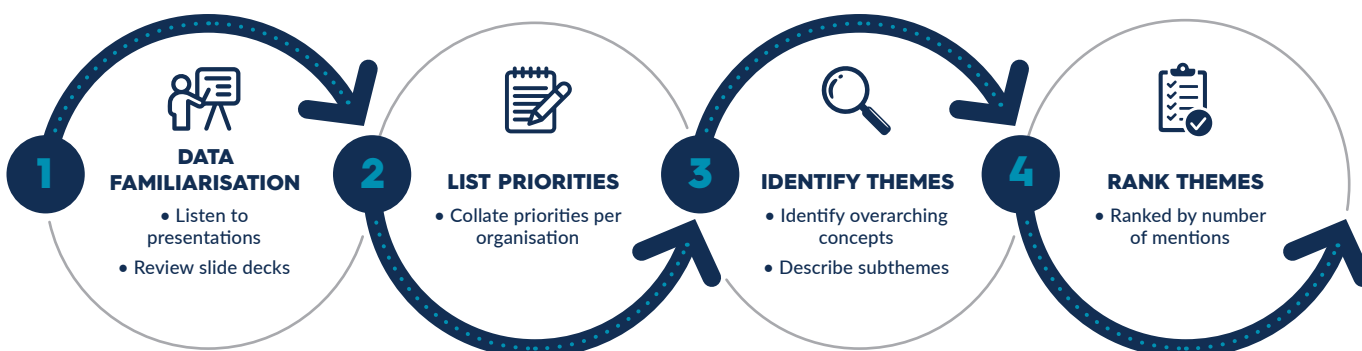 1
DATA
FAMILIARISATION
• Listen to
presentations
• Review slide decks
2
LIST PRIORITIES
• Collate priorities per
organisation
3
IDENTIFY THEMES
• Identify overarching
concepts
• Describe subthemes
4
RANK THEMES
• Ranked by number
of mentions